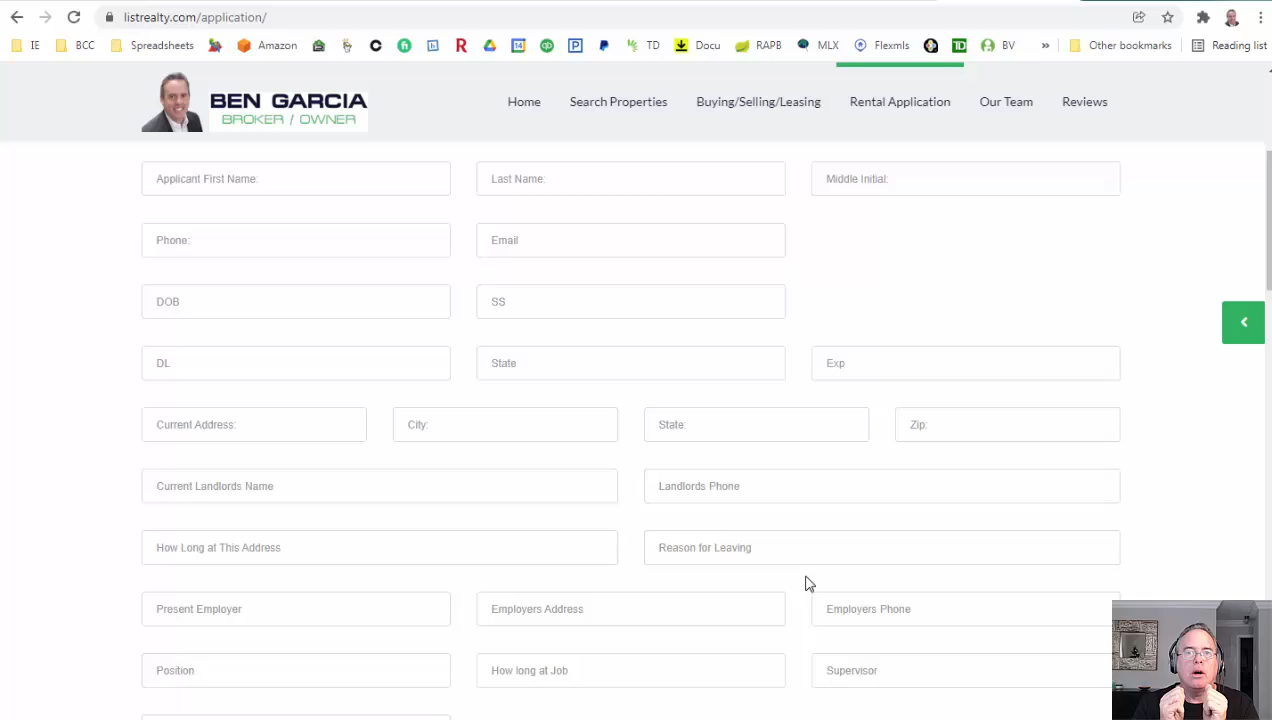 listrealty.com/application/
IE BCC Spreadsheets Amazon TD Docu RAPB MLX Flexmls TD BV » Other bookmarks Reading list
BEN GARCIA
BROKER / OWNER
Home Search Properties Buying/Selling/Leasing Rental Application Our Team Reviews
Applicant First Name: Last Name: Middle Initial:
Phone: Email
DOB SS
DL State Exp
Current Address: City: State: Zip:
Current Landlords Name Landlords Phone
How Long at This Address Reason for Leaving
Present Employer Employers Address Employers Phone
Position How long at Job Supervisor